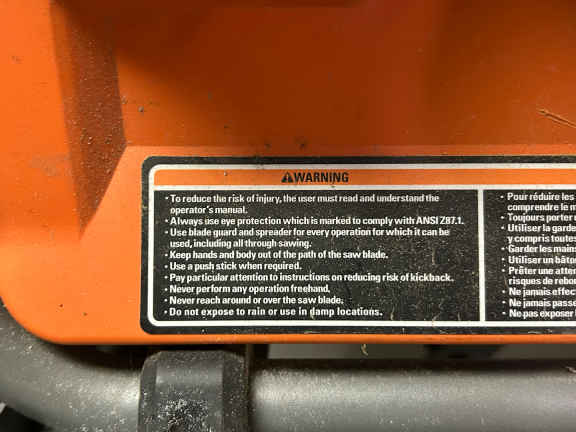 WARNING
• To reduce the risk of injury, the user must read and understand the
operator's manual.
• Always use eye protection which is marked to comply with ANSI Z87.1.
• Use blade guard and spreader for every operation for which it can be
used, including all through sawing.
• Keep hands and body out of the path of the saw blade.
• Use a push stick when required.
• Pay particular attention to instructions on reducing risk of kickback.
• Never perform any operation freehand.
• Never reach around or over the saw blade.
• Do not expose to rain or use in damp locations.
• Pour réduire les
comprendre le
• Toujours porter
• Utiliser la garde
y compris toutes
• Garder les mains
• Utiliser un bâton
• Prêter une
risques de
• Ne jamais
• Ne jamais
• Ne pas exposer